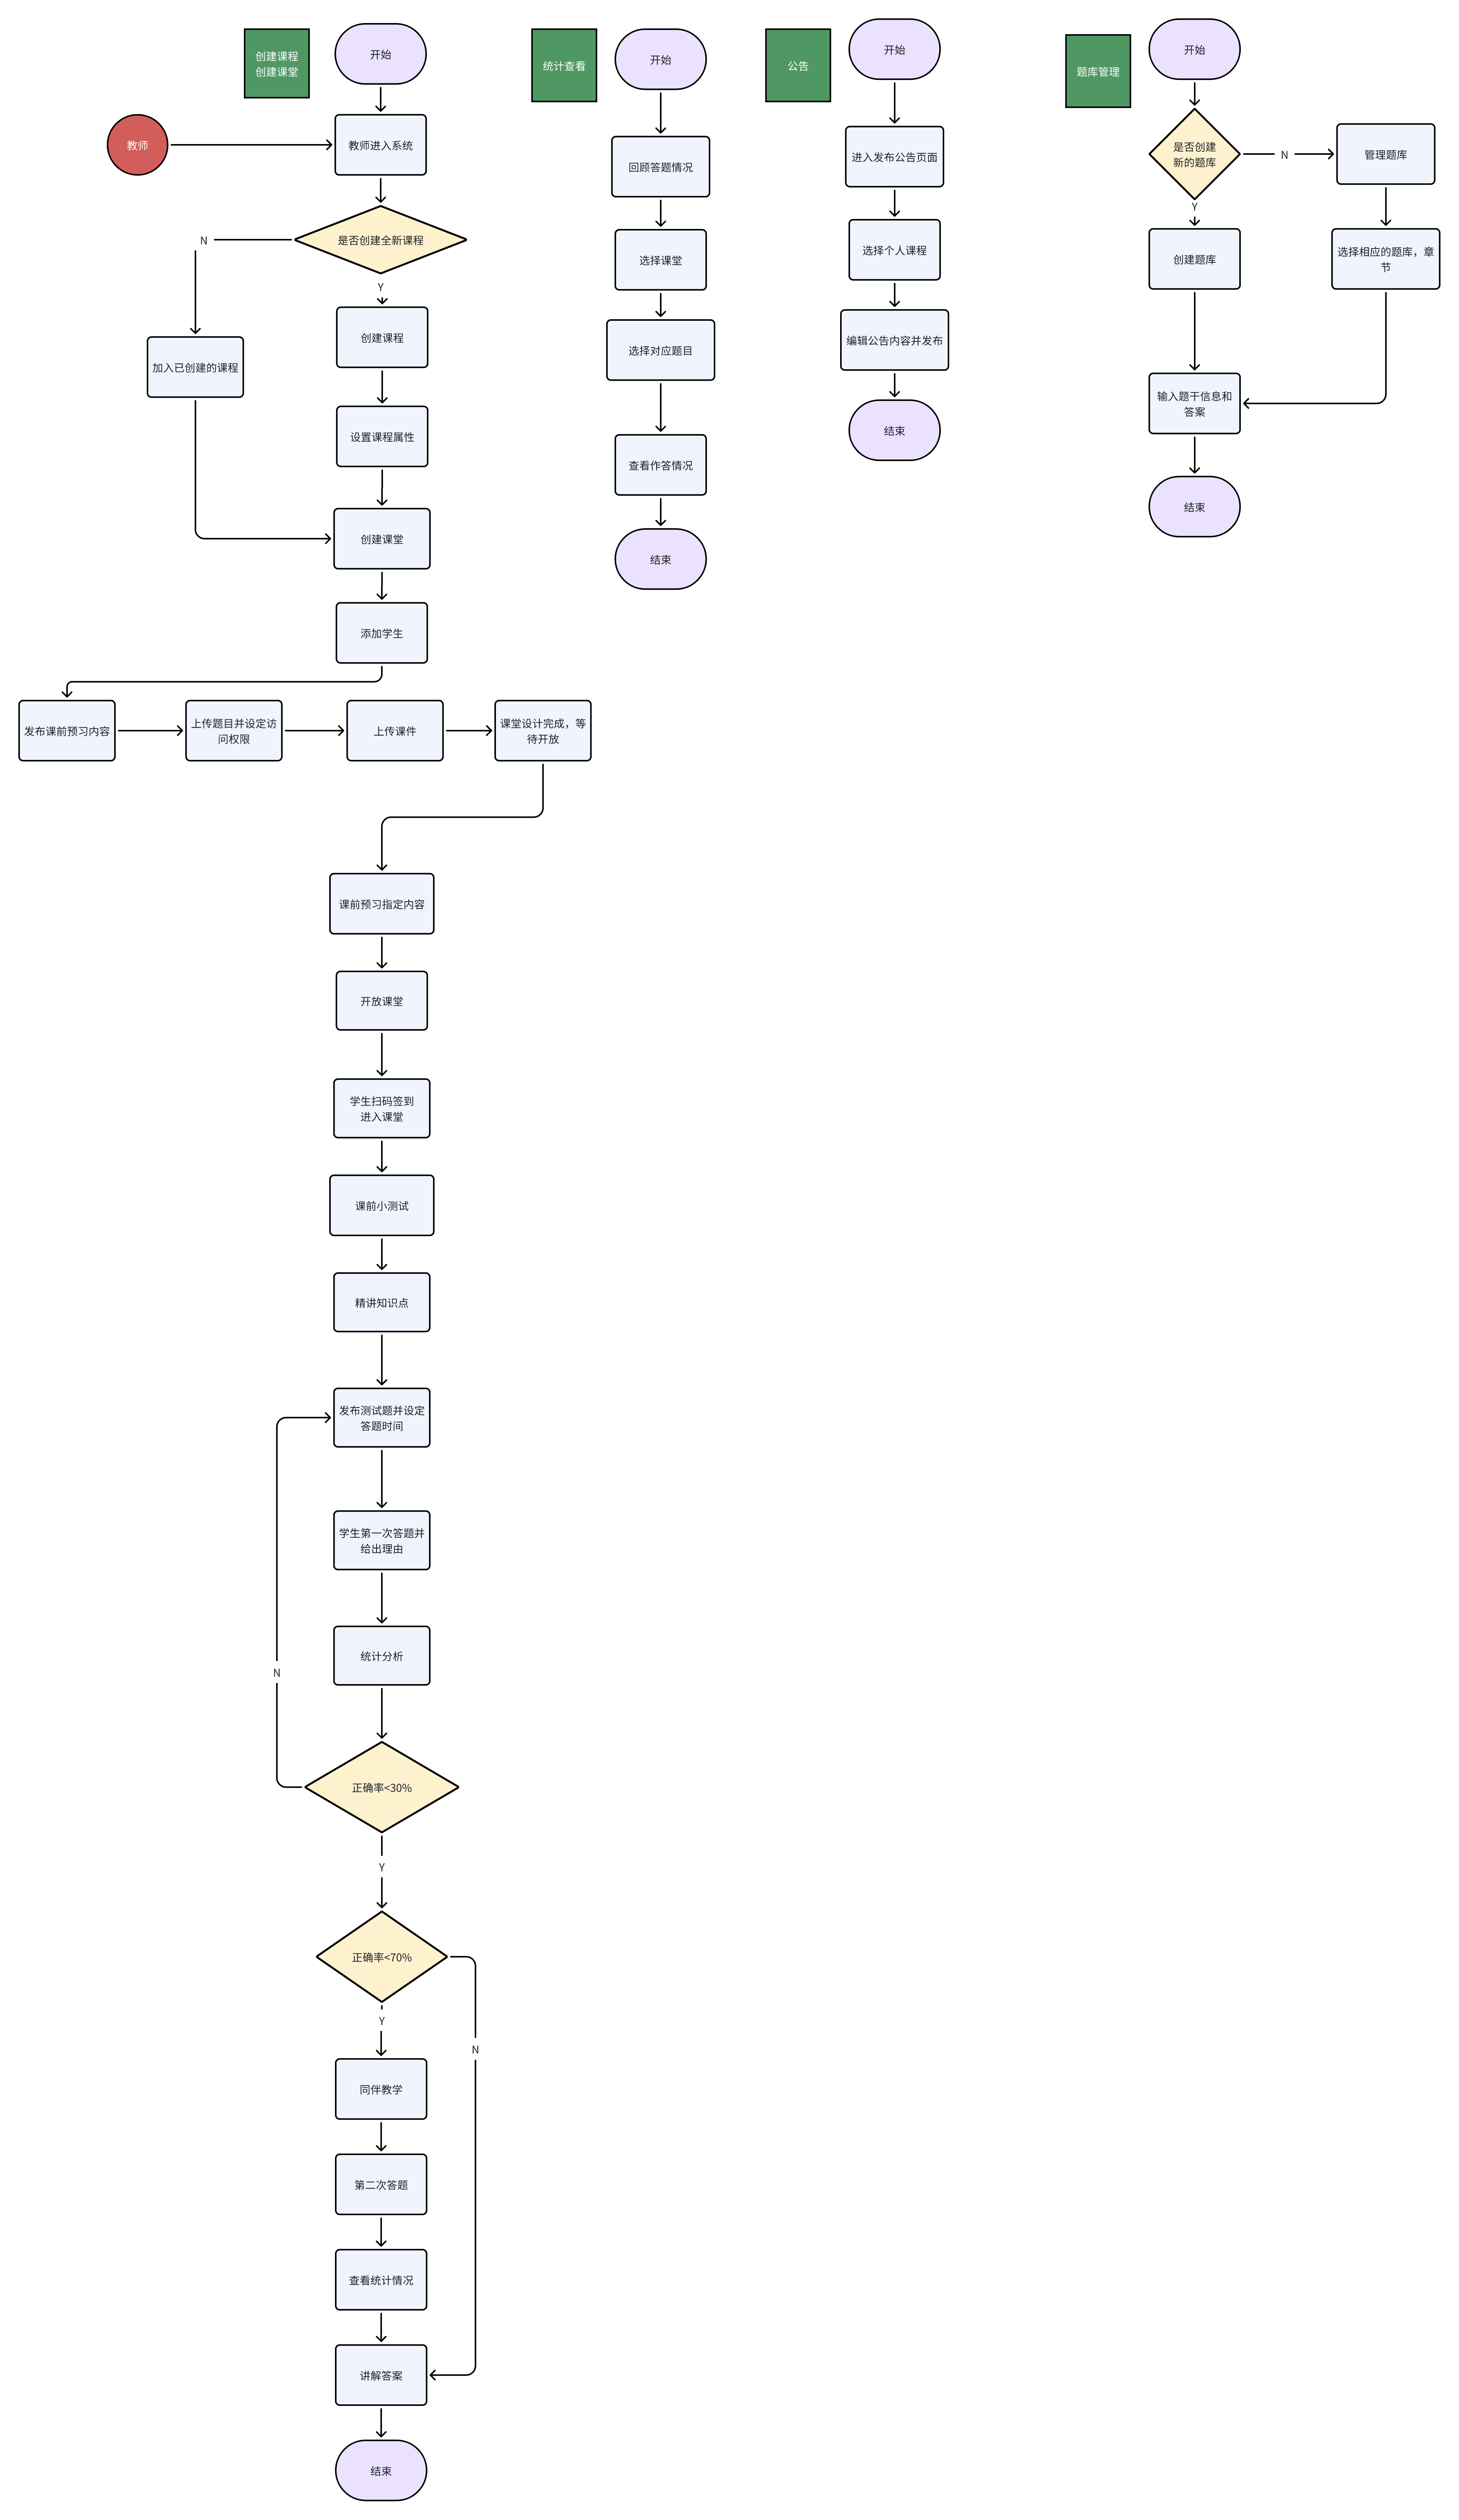 创建课程
创建课堂
开始
教师
教师进入系统
是否创建全新课程
N
Y
创建课程
加入已创建的课程
设置课程属性
创建课堂
添加学生
发布课前预习内容
上传题目并设定访
问权限
上传课件
课堂设计完成，等
待开放
课前预习指定内容
开放课堂
学生扫码签到
进入课堂
课前小测试
精讲知识点
发布测试题并设定
答题时间
学生第一次答题并
给出理由
统计分析
N
正确率<30%
Y
正确率<70%
Y
N
同伴教学
第二次答题
查看统计情况
讲解答案
结束
统计查看
开始
回顾答题情况
选择课堂
选择对应题目
查看作答情况
结束
公告
开始
进入发布公告页面
选择个人课程
编辑公告内容并发布
结束
题库管理
开始
是否创建
新的题库
N
管理题库
Y
创建题库
选择相应的题库，章
节
输入题干信息和
答案
结束